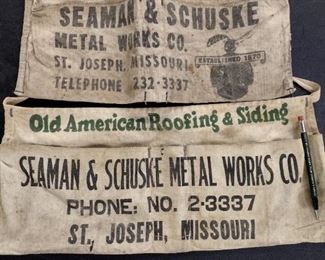 SEAMAN & SCHUSKE
METAL WORKS CO.
ST. JOSEPH, MISSOURI
ESTABLISHED 1870
TELEPHONE 232-3337
Old American Roofing & Siding
SEAMAN & SCHUSKE METAL WORKS CO.
PHONE: NO. 2-3337
ST., JOSEPH, MISSOURI